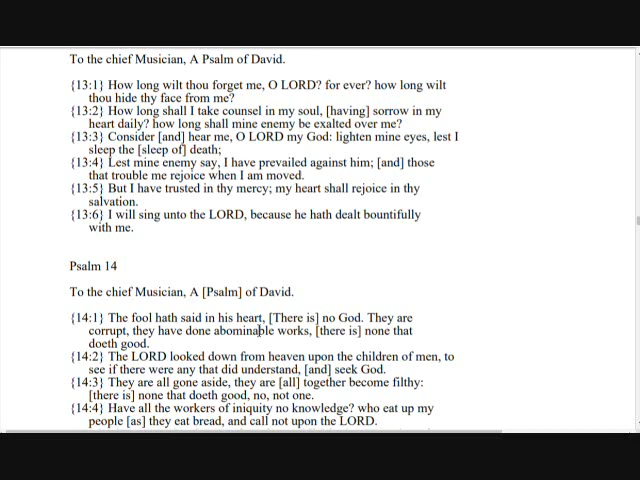 To the chief Musician, A Psalm of David.
{13:1} How long wilt thou forget me, O LORD? for ever? how long wilt
thou hide thy face from me?
{13:2} How long shall I take counsel in my soul, [having] sorrow in my
heart daily? how long shall mine enemy be exalted over me?
{13:3} Consider [and] hear me, O LORD my God: lighten mine eyes, lest I
sleep the [sleep of] death;
{13:4} Lest mine enemy say, I have prevailed against him; [and] those
that trouble me rejoice when I am moved.
{13:5} But I have trusted in thy mercy; my heart shall rejoice in thy
salvation.
{13:6} I will sing unto the LORD, because he hath dealt bountifully
with me.
Psalm 14
To the chief Musician, A [Psalm] of David.
{14:1} The fool hath said in his heart, [There is] no God. They are
corrupt, they have done abominable works, [there is] none that
doeth good.
{14:2} The LORD looked down from heaven upon the children of men, to
see if there were any that did understand, [and] seek God.
{14:3} They are all gone aside, they are [all] together become filthy:
[there is] none that doeth good, no, not one.
{14:4} Have all the workers of iniquity no knowledge? who eat up my
people [as] they eat bread, and call not upon the LORD.